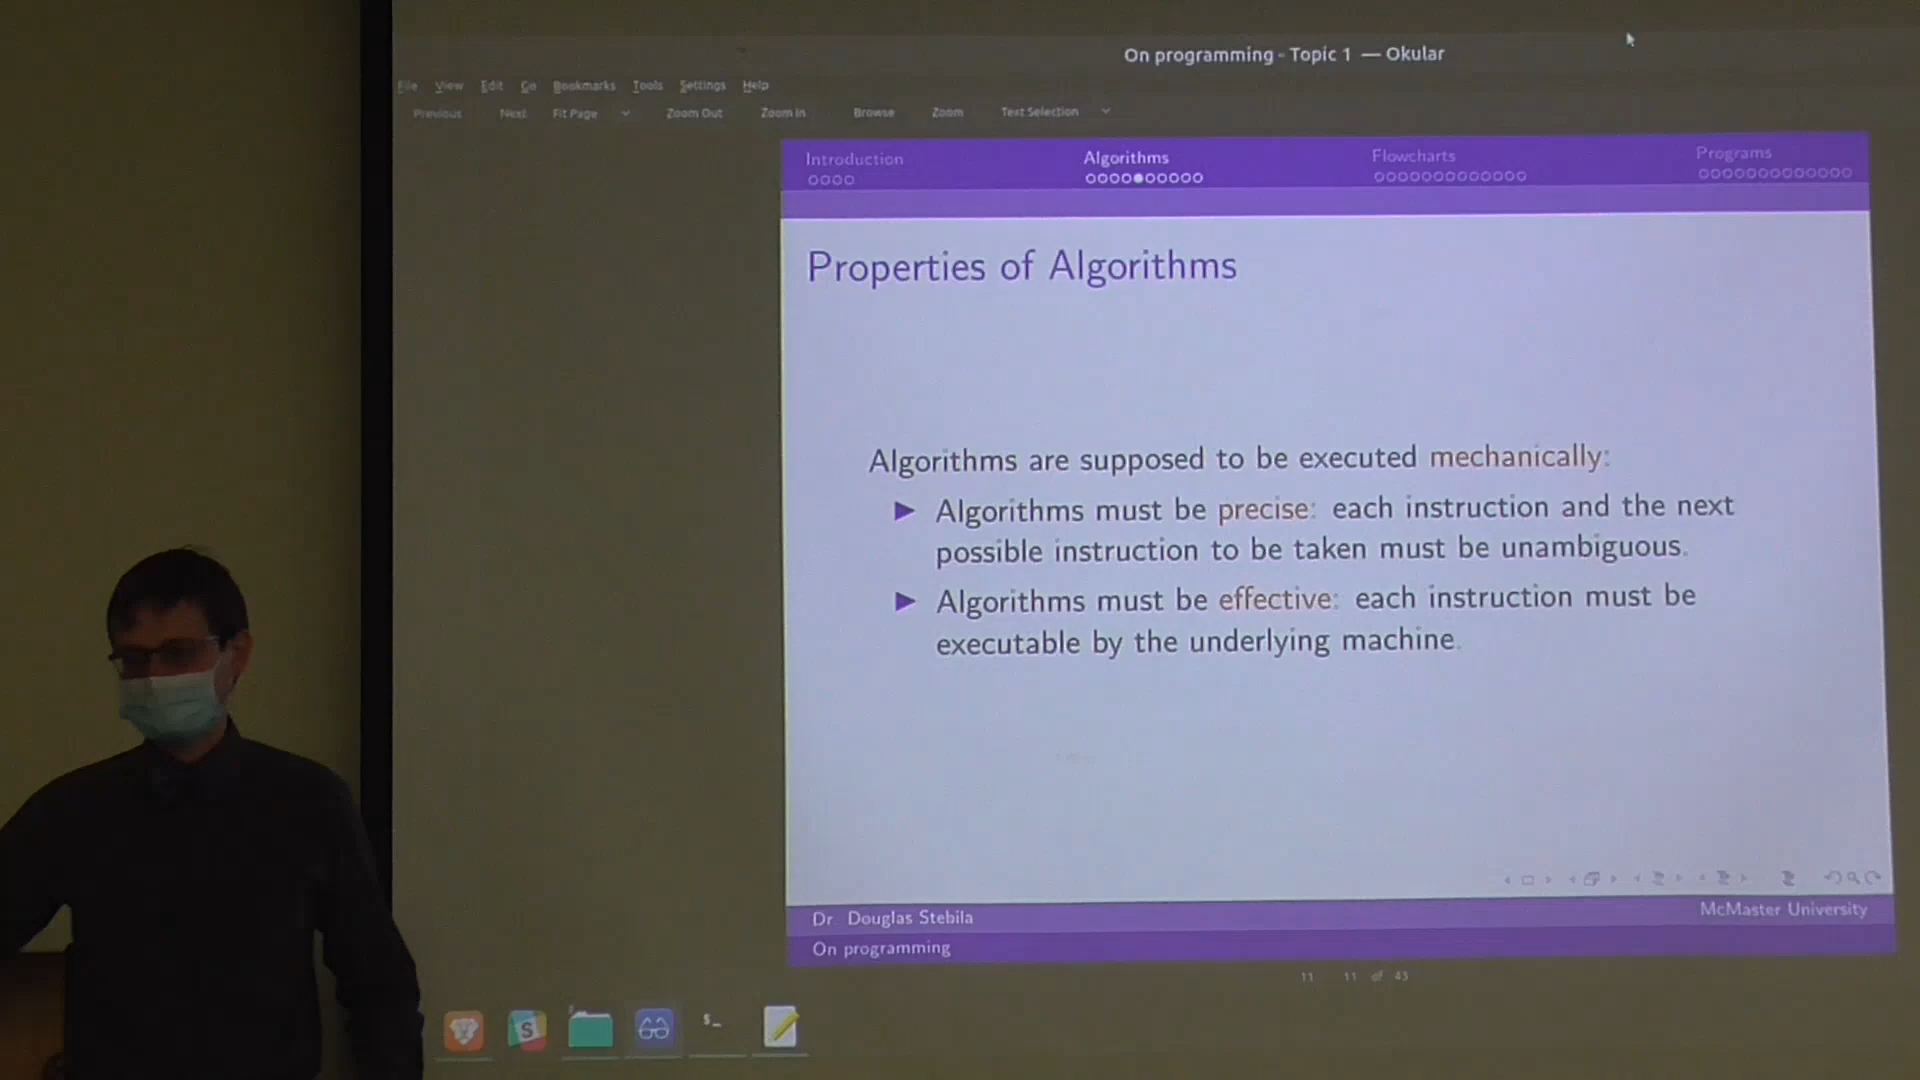 On programming - Topic 1 — Okular
File View Edit Go Bookmarks Tools Settings Help
Previous Next Fit Page Zoom Out Zoom In Browse Zoom Text Selection
Introduction Algorithms Flowcharts Programs
Properties of Algorithms
Algorithms are supposed to be executed mechanically:
▶ Algorithms must be precise: each instruction and the next
possible instruction to be taken must be unambiguous.
▶ Algorithms must be effective: each instruction must be
executable by the underlying machine.
Dr. Douglas Stebila McMaster University
On programming
11 11 of 43
S $_